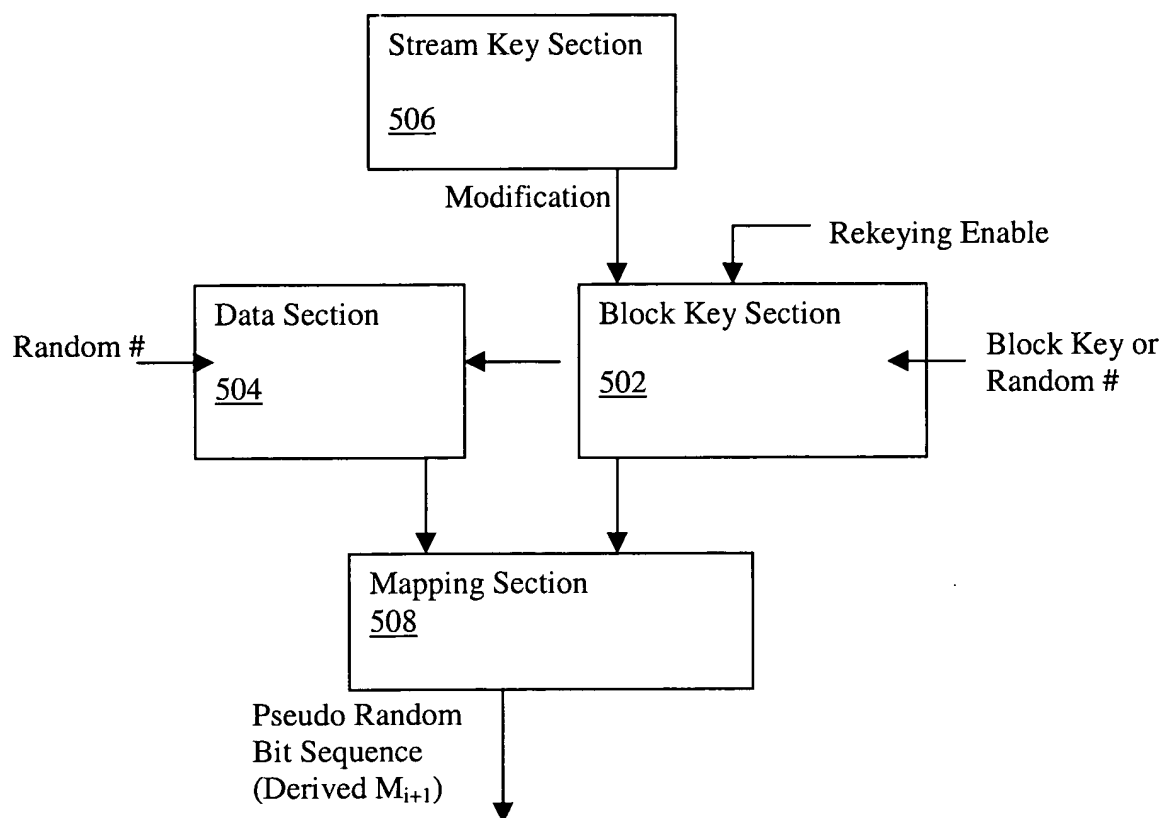 Stream Key Section
506
Modification
Rekeying Enable
Data Section
504
Random #
Block Key Section
502
Block Key or
Random #
Mapping Section
508
Pseudo Random
Bit Sequence
(Derived Mᵢ₊₁)